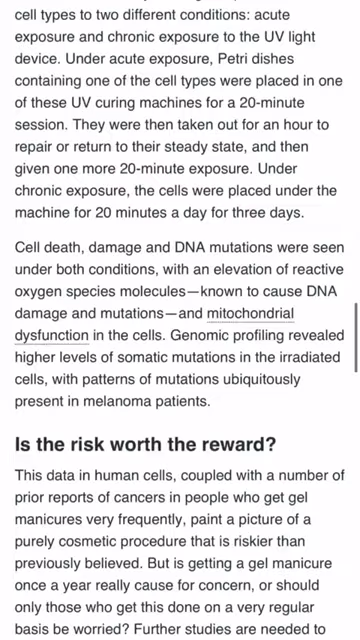 cell types to two different conditions: acute
exposure and chronic exposure to the UV light
device. Under acute exposure, Petri dishes
containing one of the cell types were placed in one
of these UV curing machines for a 20-minute
session. They were then taken out for an hour to
repair or return to their steady state, and then
given one more 20-minute exposure. Under
chronic exposure, the cells were placed under the
machine for 20 minutes a day for three days.
Cell death, damage and DNA mutations were seen
under both conditions, with an elevation of reactive
oxygen species molecules—known to cause DNA
damage and mutations—and mitochondrial
dysfunction in the cells. Genomic profiling revealed
higher levels of somatic mutations in the irradiated
cells, with patterns of mutations ubiquitously
present in melanoma patients.
Is the risk worth the reward?
This data in human cells, coupled with a number of
prior reports of cancers in people who get gel
manicures very frequently, paint a picture of a
purely cosmetic procedure that is riskier than
previously believed. But is getting a gel manicure
once a year really cause for concern, or should
only those who get this done on a very regular
basis be worried? Further studies are needed to